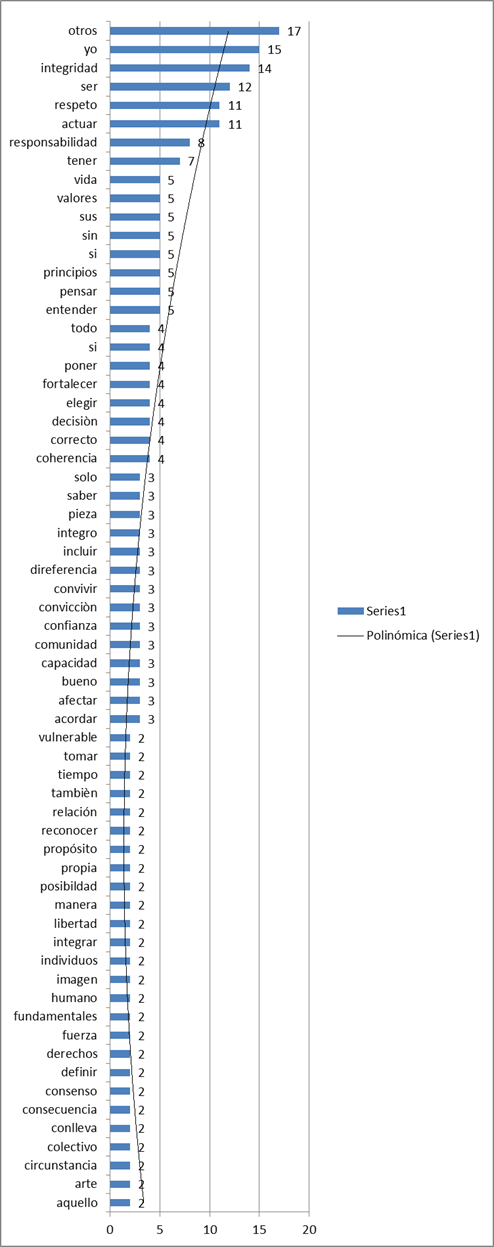 otros 17
yo 15
integridad 14
ser 12
respeto 11
actuar 11
responsabilidad 8
tener 7
vida 5
valores 5
sus 5
sin 5
si 5
principios 5
pensar 5
entender 5
todo 4
si 4
poner 4
fortalecer 4
elegir 4
decisiòn 4
correcto 4
coherencia 4
solo 3
saber 3
pieza 3
integro 3
incluir 3
direferencia 3
convivir 3
convicciòn 3
Series1
confianza 3
Polinómica (Series1)
comunidad 3
capacidad 3
bueno 3
afectar 3
acordar 3
vulnerable 2
tomar 2
tiempo 2
tambièn 2
relación 2
reconocer 2
propósito 2
propia 2
posibildad 2
manera 2
libertad 2
integrar 2
individuos 2
imagen 2
humano 2
fundamentales 2
fuerza 2
derechos 2
definir 2
consenso 2
consecuencia 2
conlleva 2
colectivo 2
circunstancia 2
arte 2
aquello 2
0 5 10 15 20